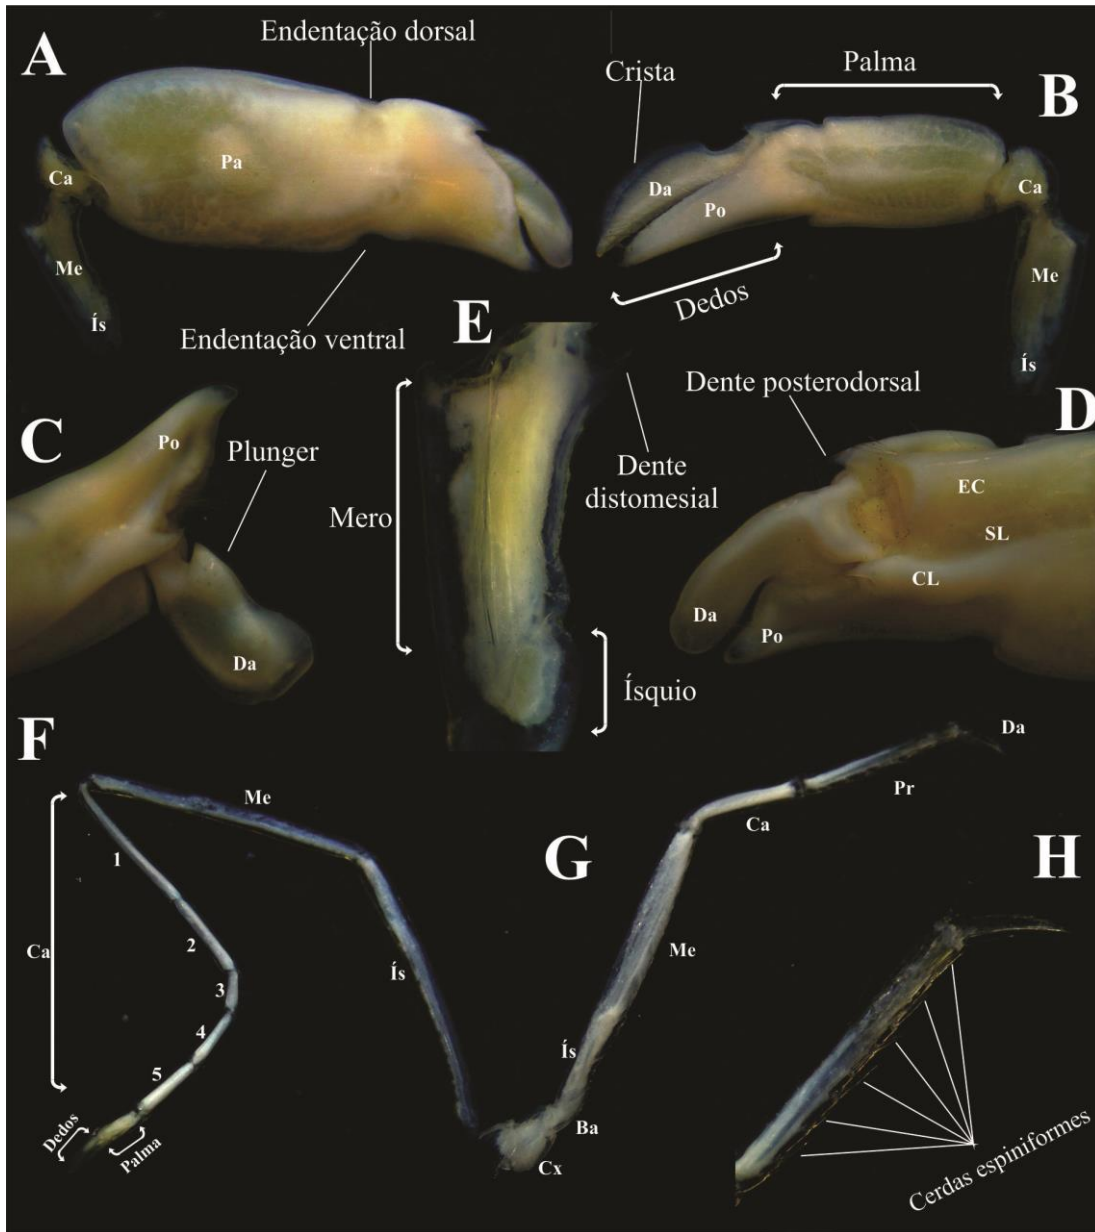 A
Endentação dorsal
Ca
Pa
Me
Ís
Endentação ventral
B
Crista
Palma
Da
Po
Ca
Dedos
Me
Ís
C
Po
Plunger
Da
E
Mero
Dente
distomesial
Ísquio
D
Dente posterodorsal
EC
SL
CL
Da
Po
F
Me
Ca
1
2
3
4
5
Ís
Dedos
Palma
G
Da
Pr
Ca
Me
Ís
Ba
Cx
H
Cerdas espiniformes